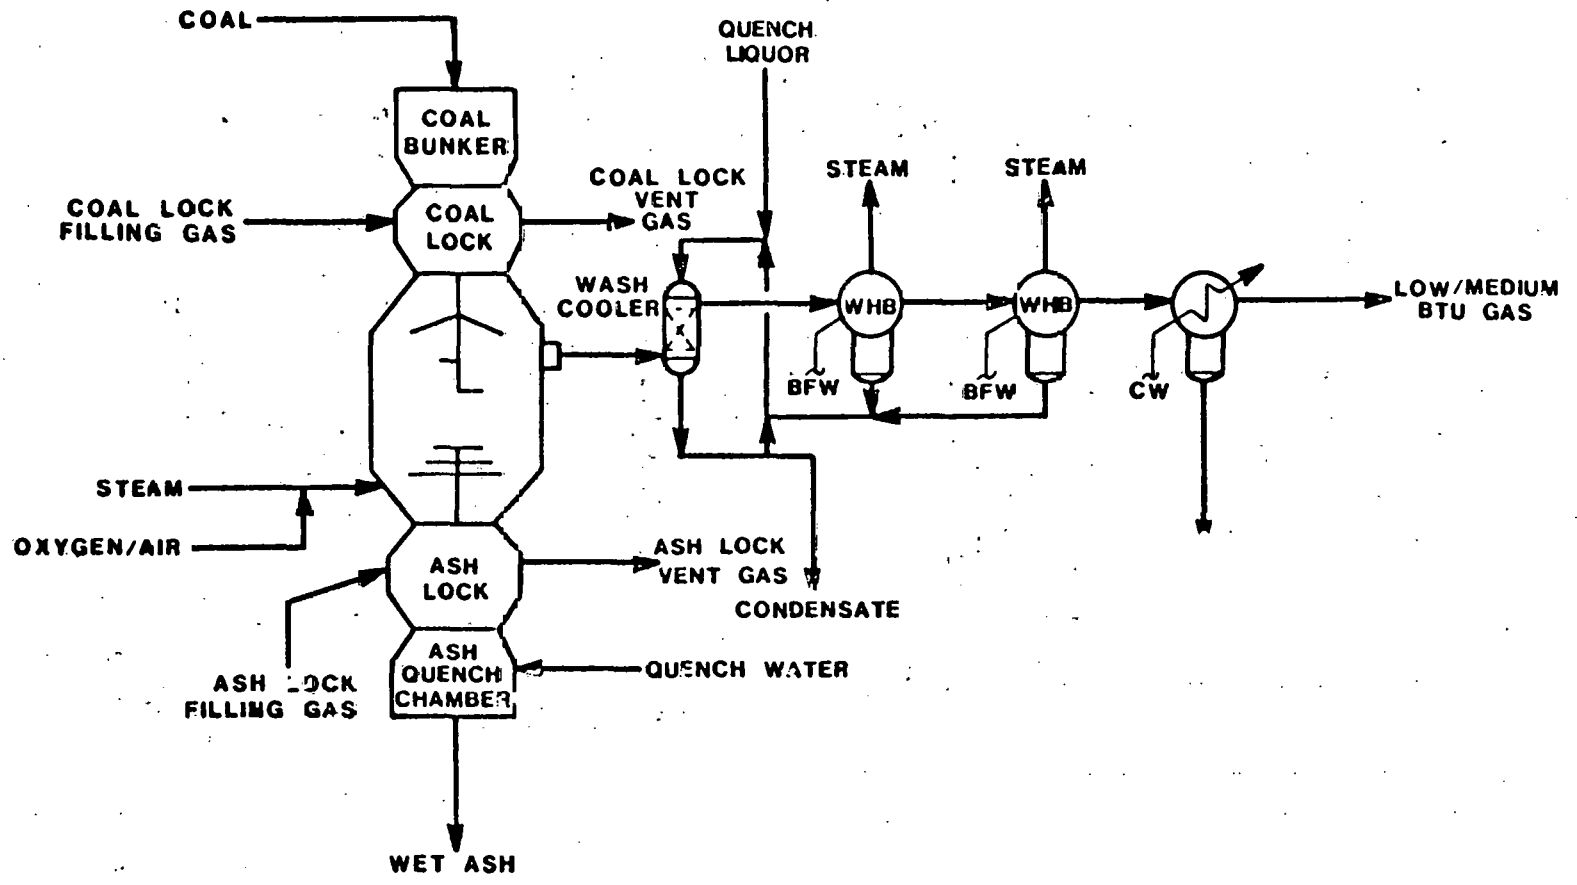 COAL
QUENCH
LIQUOR
COAL
BUNKER
STEAM
STEAM
COAL LOCK
VENT
GAS
COAL LOCK
FILLING GAS
COAL
LOCK
WASH
COOLER
WHB
WHB
LOW/MEDIUM
BTU GAS
BFW
BFW
CW
STEAM
OXYGEN/AIR
ASH LOCK
VENT GAS
ASH
LOCK
CONDENSATE
ASH
QUENCH
CHAMBER
QUENCH WATER
ASH LOCK
FILLING GAS
WET ASH